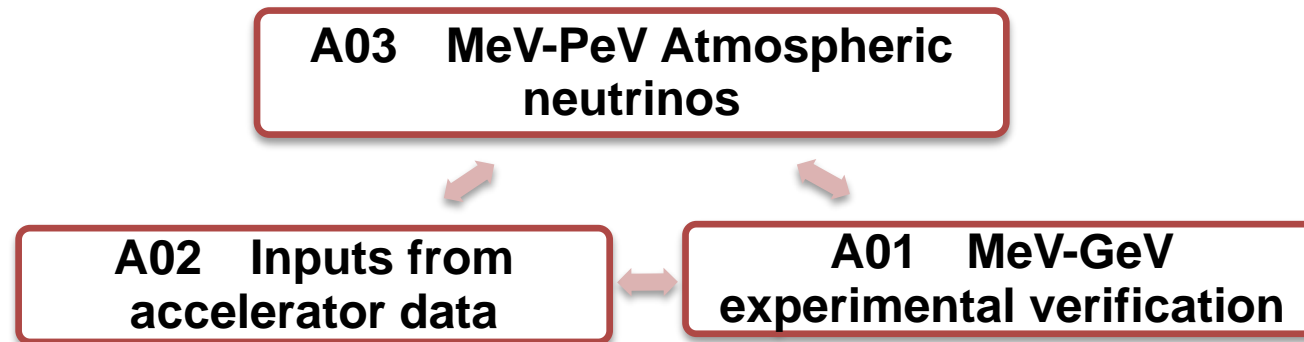 A03 MeV-PeV Atmospheric
neutrinos
A02 Inputs from
accelerator data
A01 MeV-GeV
experimental verification